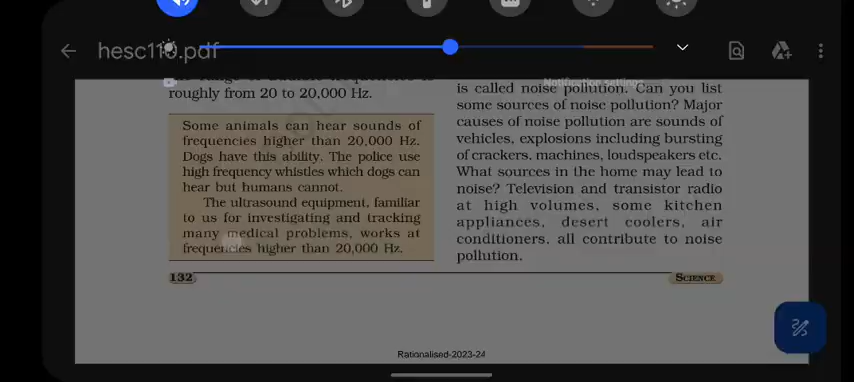 hesc110.pdf
Notification settings
roughly from 20 to 20,000 Hz.
Some animals can hear sounds of
frequencies higher than 20,000 Hz.
Dogs have this ability. The police use
high frequency whistles which dogs can
hear but humans cannot.
The ultrasound equipment, familiar
to us for investigating and tracking
many medical problems, works at
frequencies higher than 20,000 Hz.
is called noise pollution. Can you list
some sources of noise pollution? Major
causes of noise pollution are sounds of
vehicles, explosions including bursting
of crackers, machines, loudspeakers etc.
What sources in the home may lead to
noise? Television and transistor radio
at high volumes, some kitchen
appliances, desert coolers, air
conditioners, all contribute to noise
pollution.
132
SCIENCE
Rationalised-2023-24